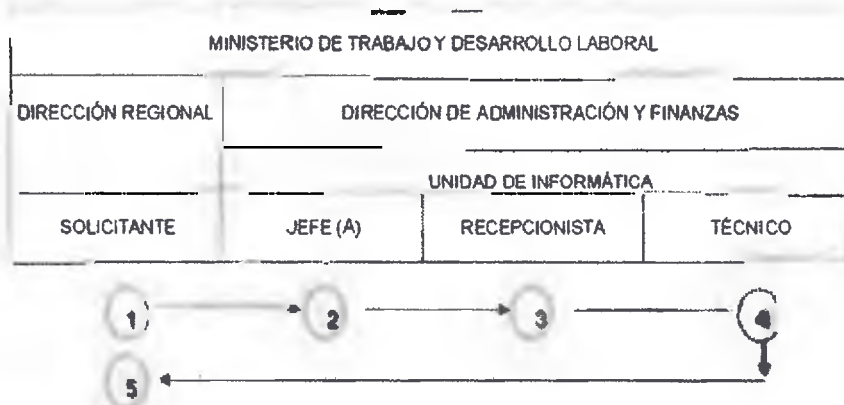 MINISTERIO DE TRABAJO Y DESARROLLO LABORAL
DIRECCIÓN REGIONAL
DIRECCIÓN DE ADMINISTRACIÓN Y FINANZAS
UNIDAD DE INFORMÁTICA
SOLICITANTE
JEFE (A)
RECEPCIONISTA
TÉCNICO
1
2
3
4
5